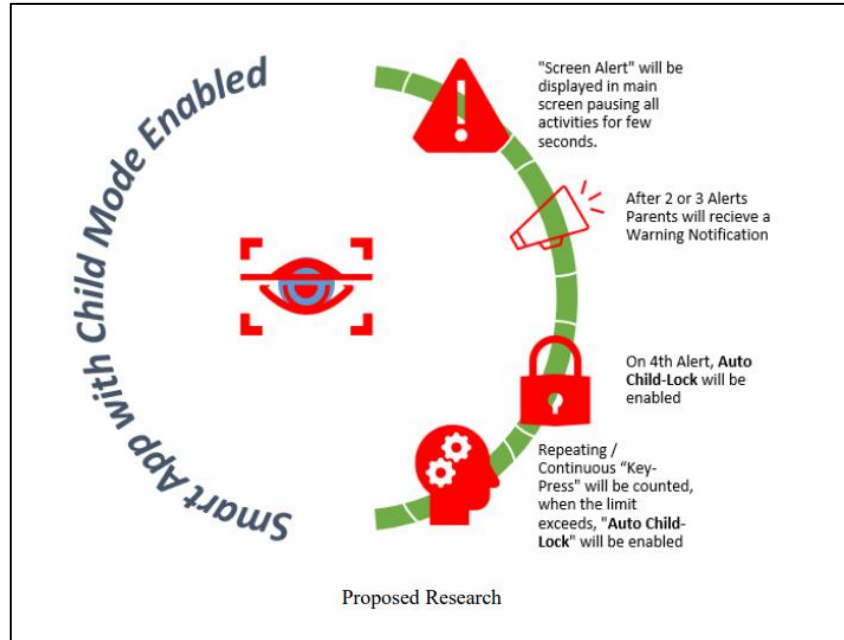 Smart App with Child Mode Enabled
"Screen Alert" will be
displayed in main
screen pausing all
activities for few
seconds.
After 2 or 3 Alerts
Parents will recieve a
Warning Notification
On 4th Alert, Auto
Child-Lock will be
enabled
Repeating /
Continuous “Key-
Press" will be counted,
when the limit
exceeds, "Auto Child-
Lock" will be enabled
Proposed Research